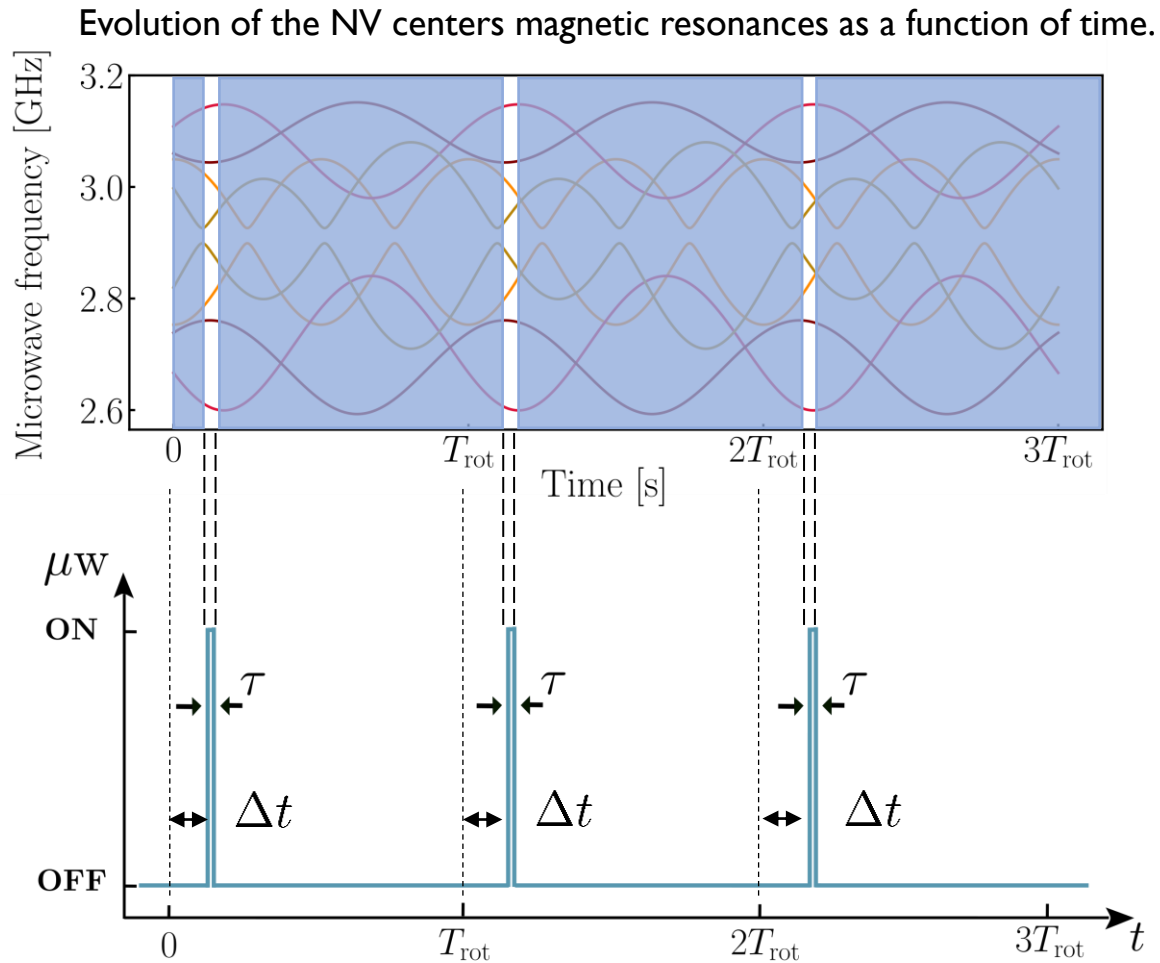 Evolution of the NV centers magnetic resonances as a function of time.
Microwave frequency [GHz]
3.2
3.0
2.8
2.6
0
T_rot
2T_rot
3T_rot
Time [s]
μw
ON
τ
τ
τ
Δt
Δt
Δt
OFF
0
T_rot
2T_rot
3T_rot
t